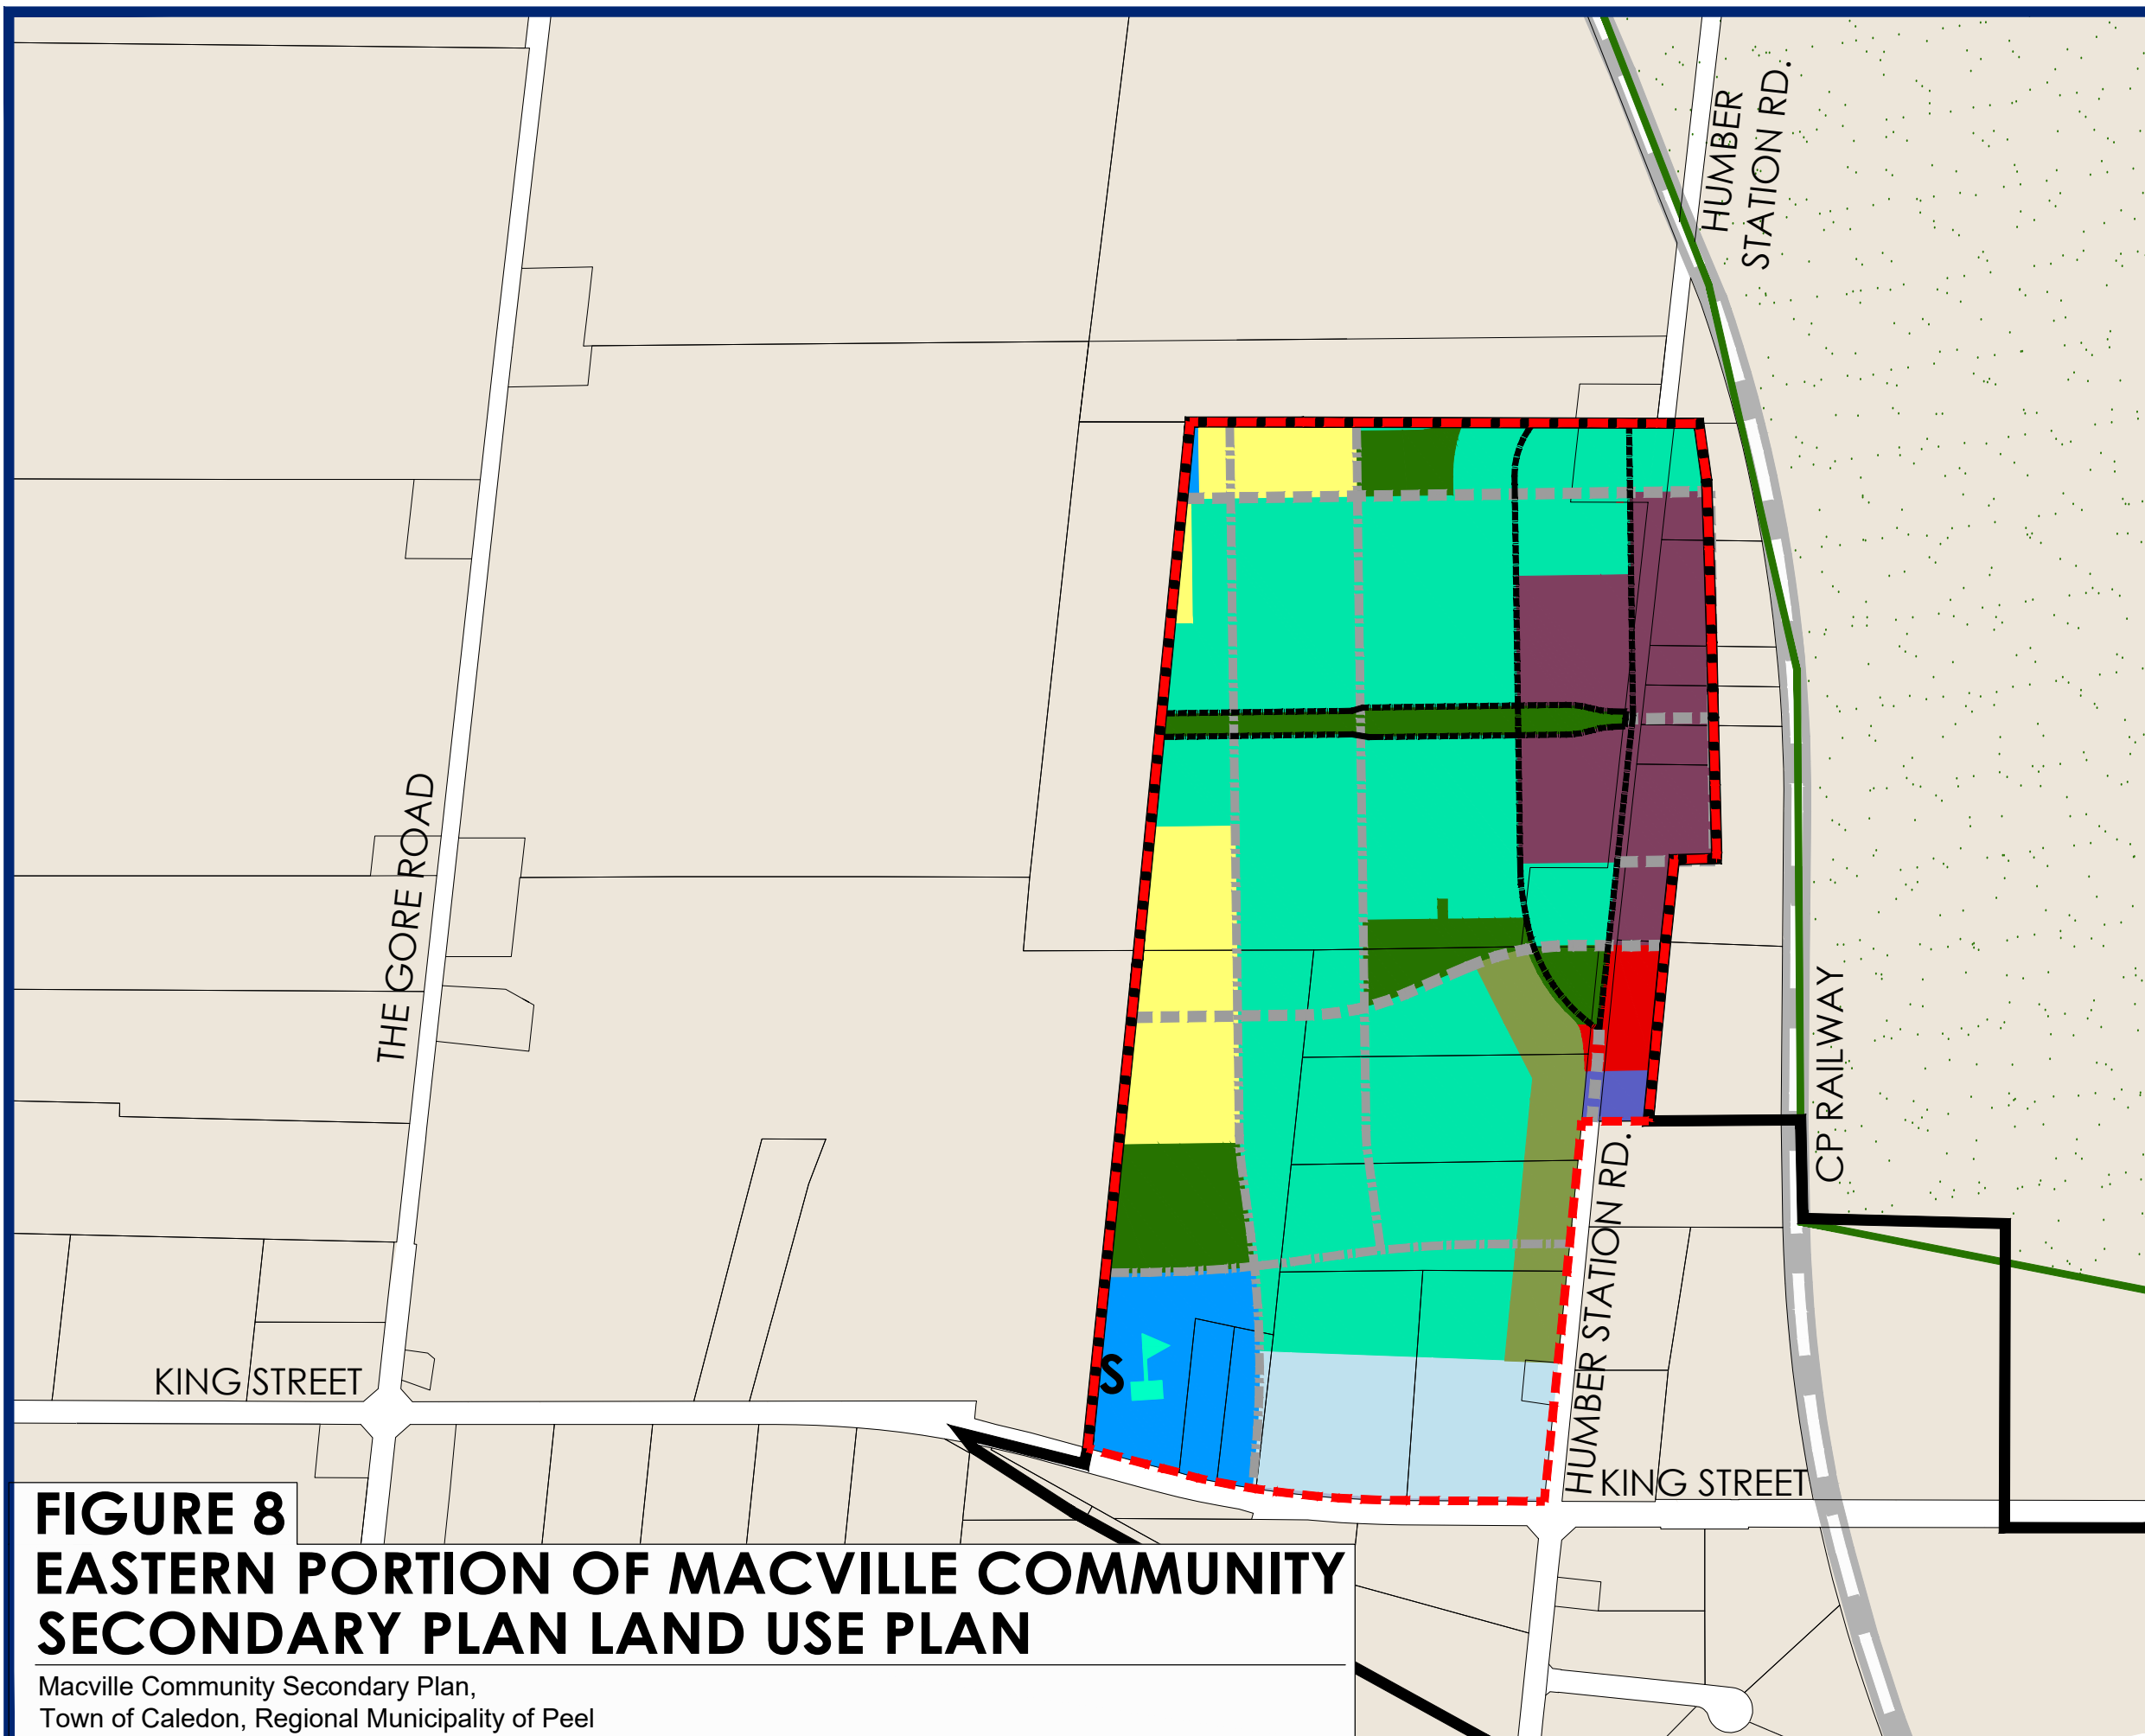 HUMBER
STATION RD.
THE GORE ROAD
CP RAILWAY
HUMBER STATION RD.
KING STREET
S
KING STREET
FIGURE 8
EASTERN PORTION OF MACVILLE COMMUNITY
SECONDARY PLAN LAND USE PLAN
Macville Community Secondary Plan,
Town of Caledon, Regional Municipality of Peel